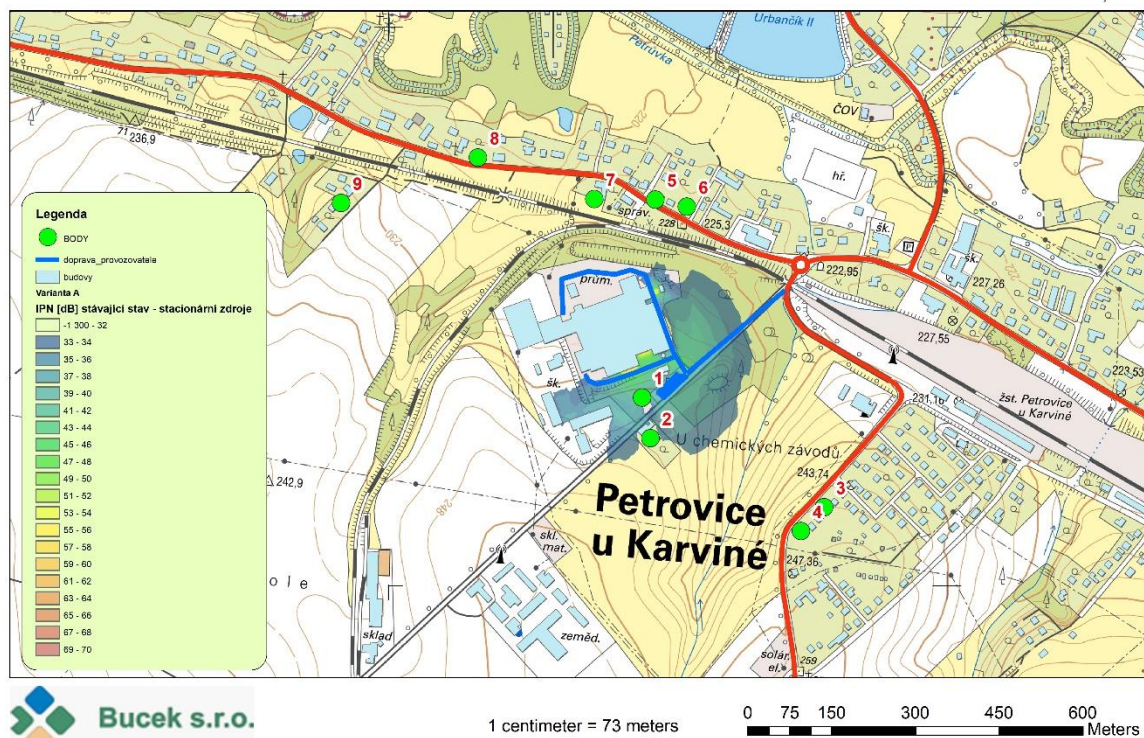 Urbančík II
Petrůvka
ČOV
71 236,9
220
8
hř.
9
7
5
6
správ.
228
225,3
šk.
230
230
222,95
šk.
227,26
prům.
227,55
223,53
žst. Petrovice
u Karviné
231,16
šk.
1
2
U chemických závodů
243,74
3
4
242,9
248
Petrovice
u Karviné
skl.
mat.
247,36
o l e
sklad
zeměd.
solár.
el.
259
Legenda
BODY
doprava_provozovatele
budovy
Varianta A
IPN [dB] stávající stav - stacionární zdroje
-1 300 - 32
33 - 34
35 - 36
37 - 38
39 - 40
41 - 42
43 - 44
45 - 46
47 - 48
49 - 50
51 - 52
53 - 54
55 - 56
57 - 58
59 - 60
61 - 62
63 - 64
65 - 66
67 - 68
69 - 70
Bucek s.r.o.
1 centimeter = 73 meters
0 75 150 300 450 600
Meters